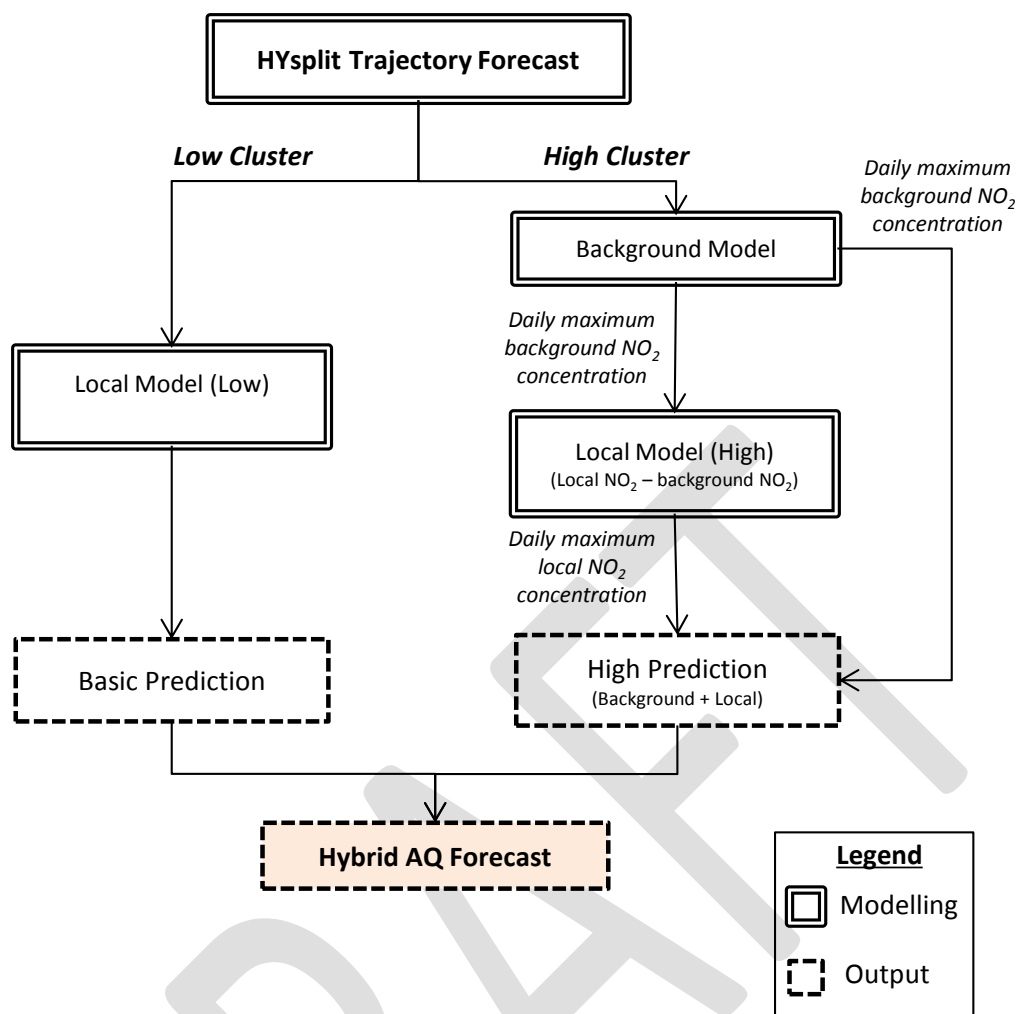 HYsplit Trajectory Forecast
Low Cluster
High Cluster
Daily maximum
background NO₂
concentration
Background Model
Daily maximum
background NO₂
concentration
Local Model (Low)
Local Model (High)
(Local NO₂ – background NO₂)
Daily maximum
local NO₂
concentration
Basic Prediction
High Prediction
(Background + Local)
Hybrid AQ Forecast
Legend
Modelling
Output
DRAFT